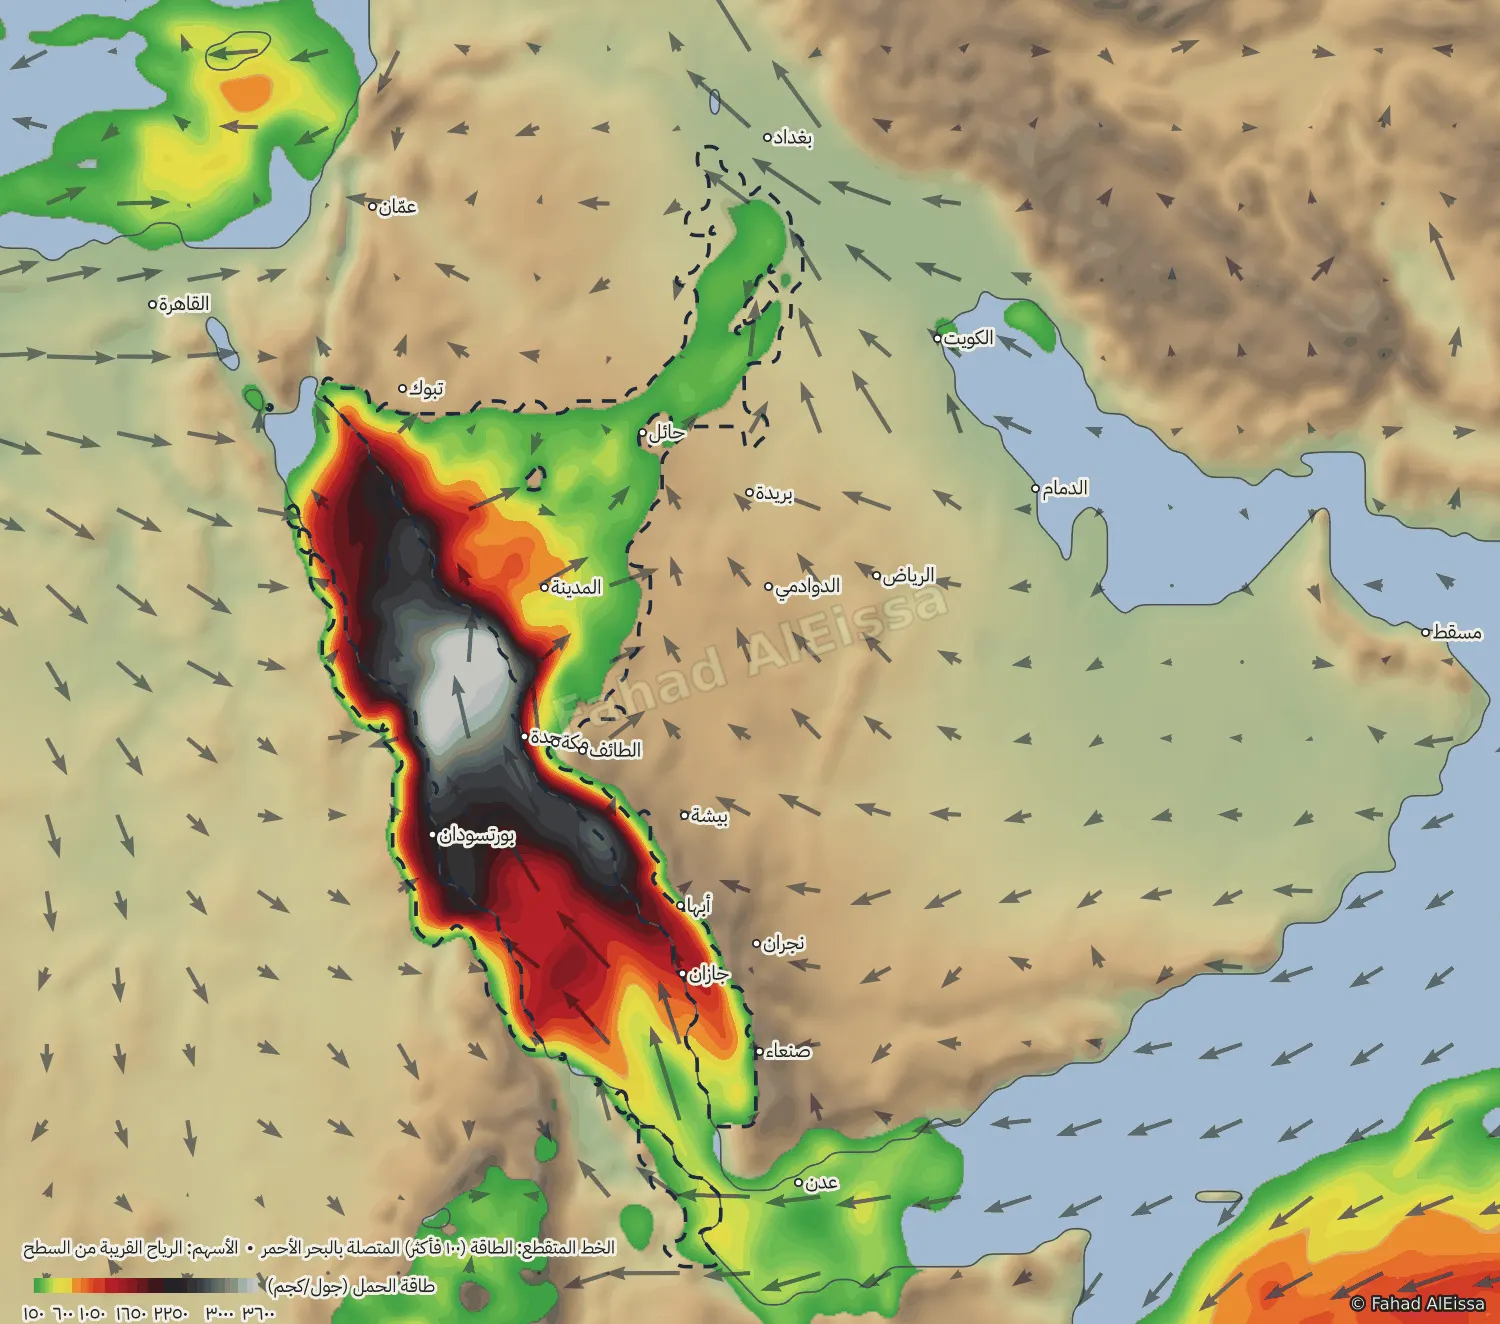 بغداد
عمّان
القاهرة
الكويت
تبوك
حائل
الدمام
بريدة
الرياض
الدوادمي
المدينة
مسقط
Fahad AlEissa
جدة
مكة
الطائف
بيشة
بورتسودان
أبها
نجران
جازان
صنعاء
عدن
الخط المتقطع: الطاقة (١٠٠ فأكثر) المتصلة بالبحر الأحمر • الأسهم: الرياح القريبة من السطح
طاقة الحمل (جول/كجم)
١٥٠ ٦٠٠ ١٠٥٠ ١٦٥٠ ٢٢٥٠ ٣٠٠٠ ٣٦٠٠
© Fahad AlEissa